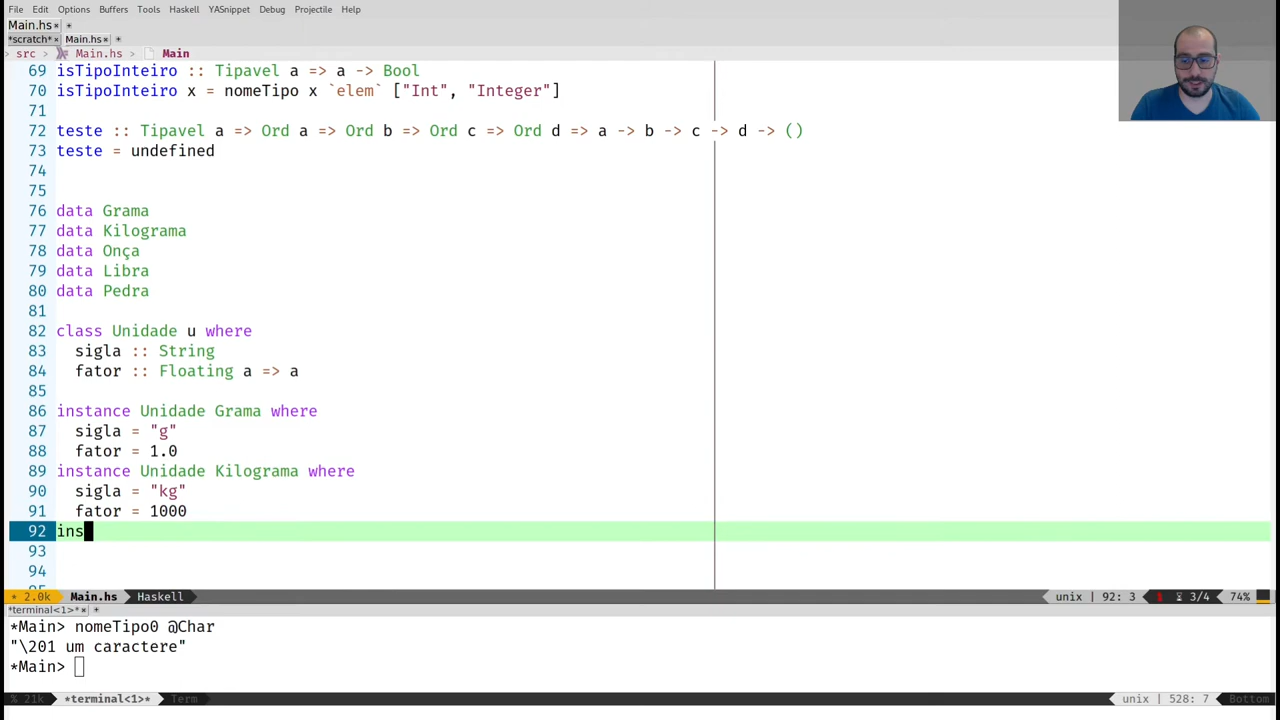 File Edit Options Buffers Tools Haskell YASnippet Debug Projectile Help
Main.hs × +
*scratch* × Main.hs × +
> src > Main.hs > Main
69 isTipoInteiro :: Tipavel a => a -> Bool
70 isTipoInteiro x = nomeTipo x `elem` ["Int", "Integer"]
71
72 teste :: Tipavel a => Ord a => Ord b => Ord c => Ord d => a -> b -> c -> d -> ()
73 teste = undefined
74
75
76 data Grama
77 data Kilograma
78 data Onça
79 data Libra
80 data Pedra
81
82 class Unidade u where
83 sigla :: String
84 fator :: Floating a => a
85
86 instance Unidade Grama where
87 sigla = "g"
88 fator = 1.0
89 instance Unidade Kilograma where
90 sigla = "kg"
91 fator = 1000
92 ins
93
94
* 2.0k Main.hs Haskell unix | 92: 3 3/4 74%
*terminal<1>* × +
*Main> nomeTipo0 @Char
"\201 um caractere"
*Main>
% 21k *terminal<1>* Term unix | 528: 7 Bottom